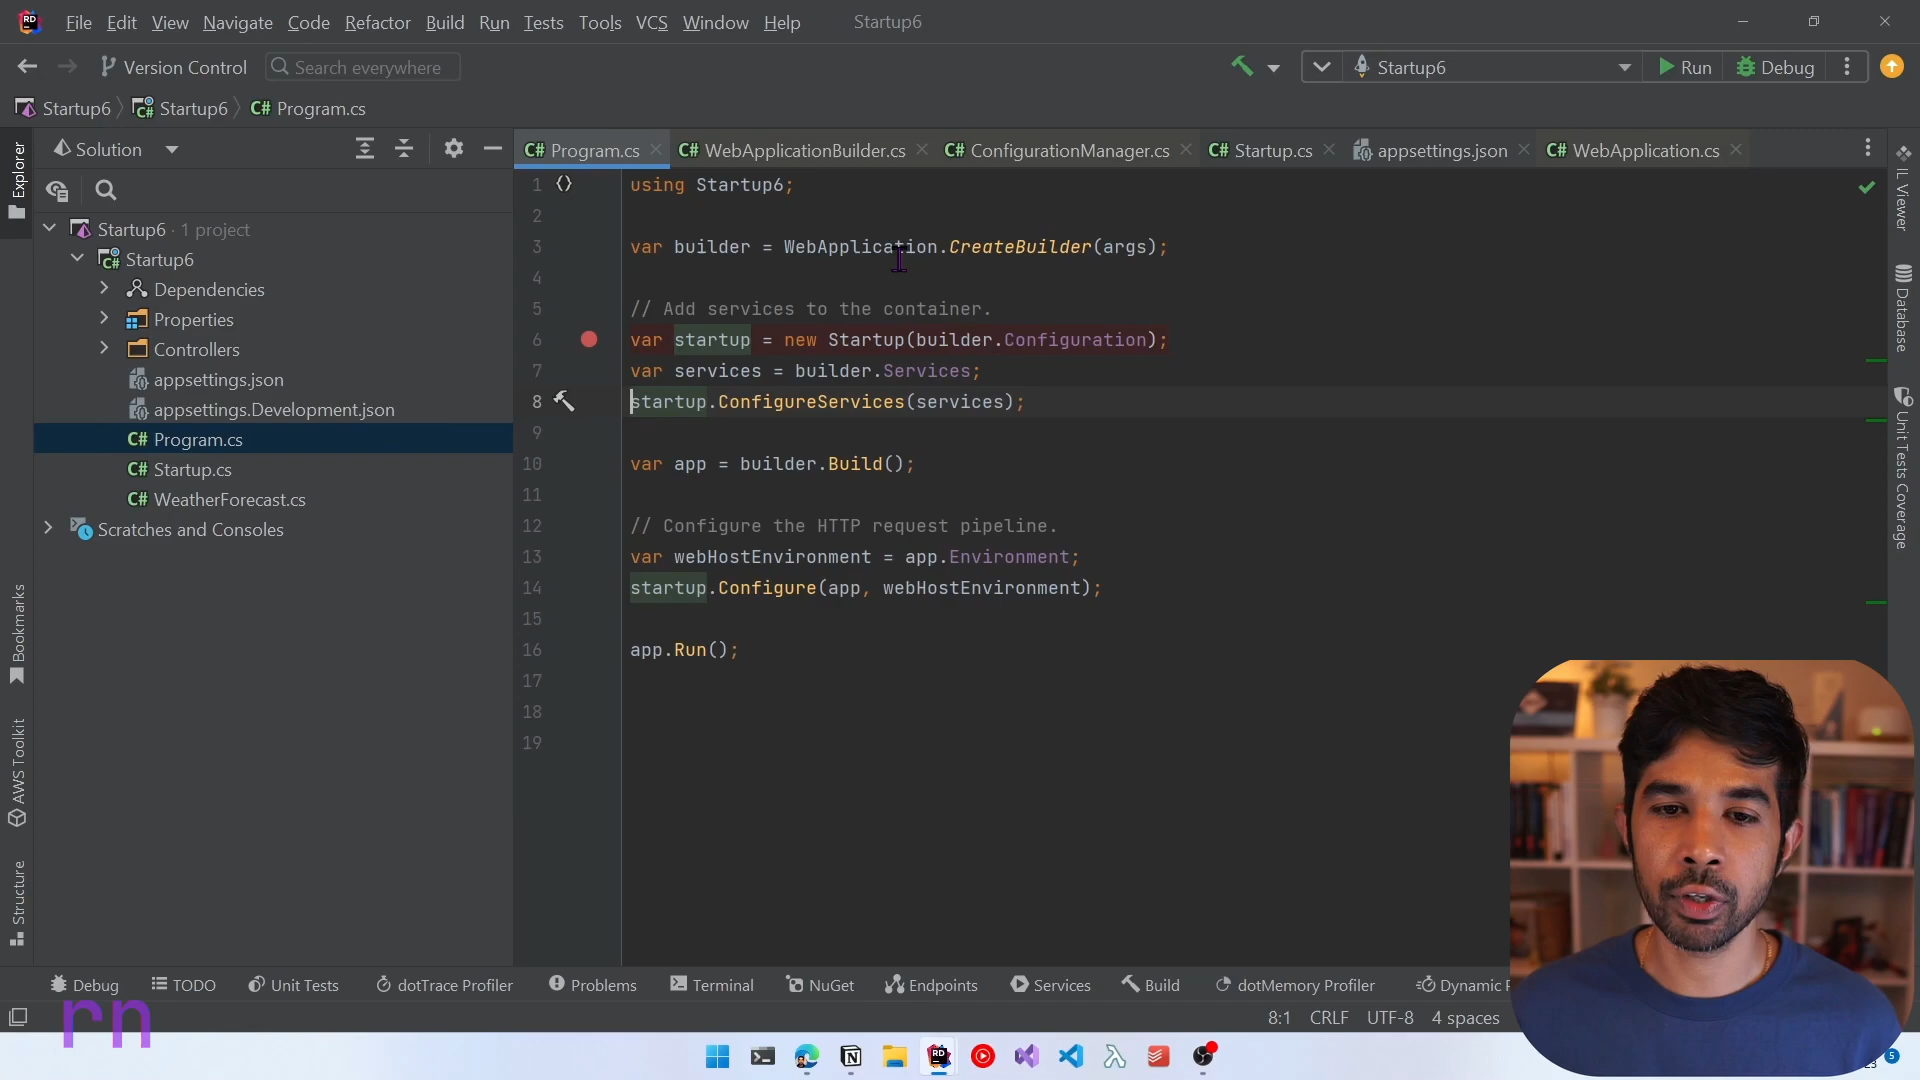 File Edit View Navigate Code Refactor Build Run Tests Tools VCS Window Help Startup6
Version Control Search everywhere Startup6 Run Debug
Startup6 Startup6 C# Program.cs
Solution
C# Program.cs C# WebApplicationBuilder.cs C# ConfigurationManager.cs C# Startup.cs appsettings.json C# WebApplication.cs
Explorer
Startup6 · 1 project
Startup6
Dependencies
Properties
Controllers
appsettings.json
appsettings.Development.json
C# Program.cs
C# Startup.cs
C# WeatherForecast.cs
Scratches and Consoles
Bookmarks
AWS Toolkit
Structure
1 using Startup6;
2
3 var builder = WebApplication.CreateBuilder(args);
4
5 // Add services to the container.
6 var startup = new Startup(builder.Configuration);
7 var services = builder.Services;
8 startup.ConfigureServices(services);
9
10 var app = builder.Build();
11
12 // Configure the HTTP request pipeline.
13 var webHostEnvironment = app.Environment;
14 startup.Configure(app, webHostEnvironment);
15
16 app.Run();
17
18
19
IL Viewer
Database
Unit Tests Coverage
Debug TODO Unit Tests dotTrace Profiler Problems Terminal NuGet Endpoints Services Build dotMemory Profiler Dynamic
rn
8:1 CRLF UTF-8 4 spaces
5